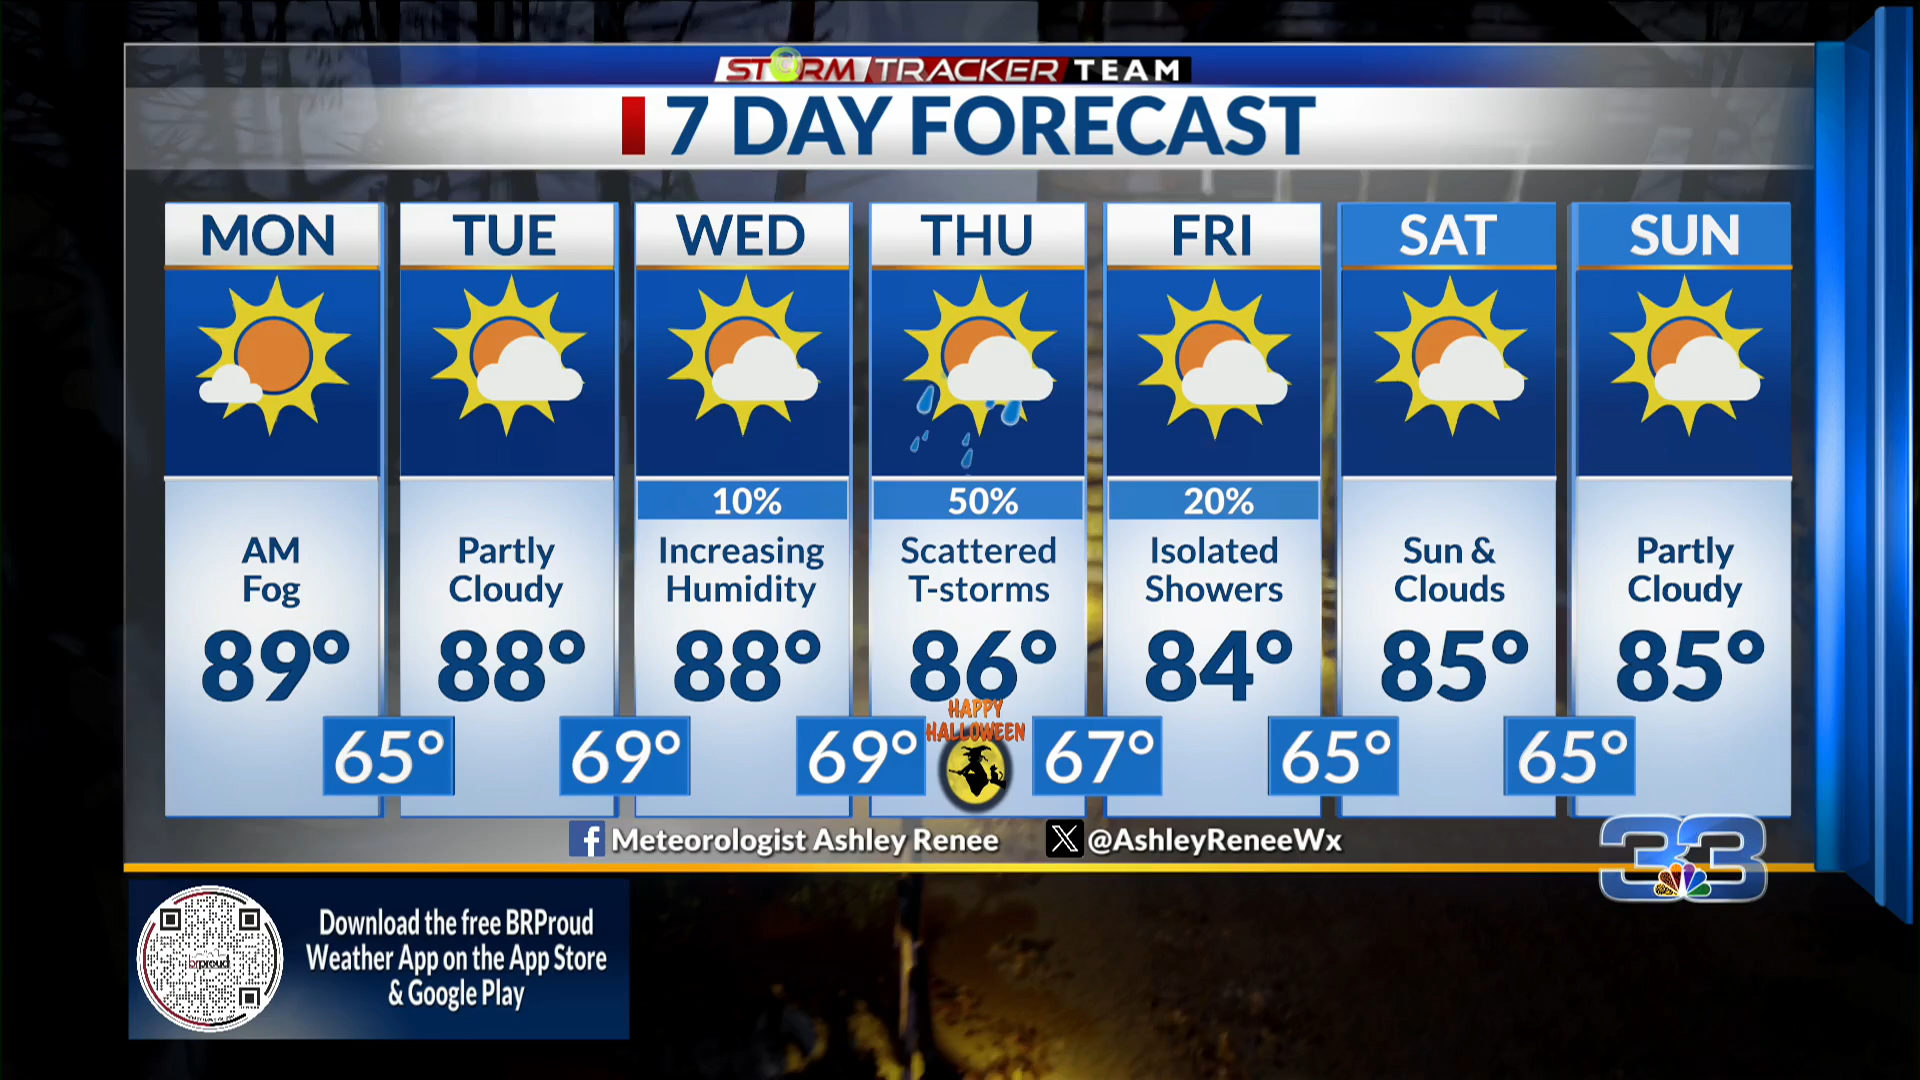 STORM TRACKER TEAM
7 DAY FORECAST
MON TUE WED THU FRI SAT SUN
10% 50% 20%
AM Partly Increasing Scattered Isolated Sun & Partly
Fog Cloudy Humidity T-storms Showers Clouds Cloudy
89° 88° 88° 86° 84° 85° 85°
HAPPY
HALLOWEEN
65° 69° 69° 67° 65° 65°
Meteorologist Ashley Renee @AshleyReneeWx
33
Download the free BRProud
Weather App on the App Store
& Google Play
brproud